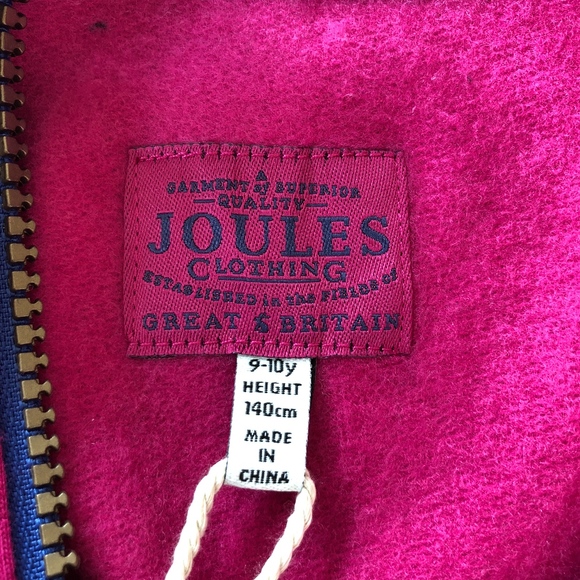 A
GARMENT of SUPERIOR
QUALITY
JOULES
CLOTHING
ESTABLISHED in the FIELDS of
GREAT & BRITAIN
9-10y
HEIGHT
140cm
MADE
IN
CHINA